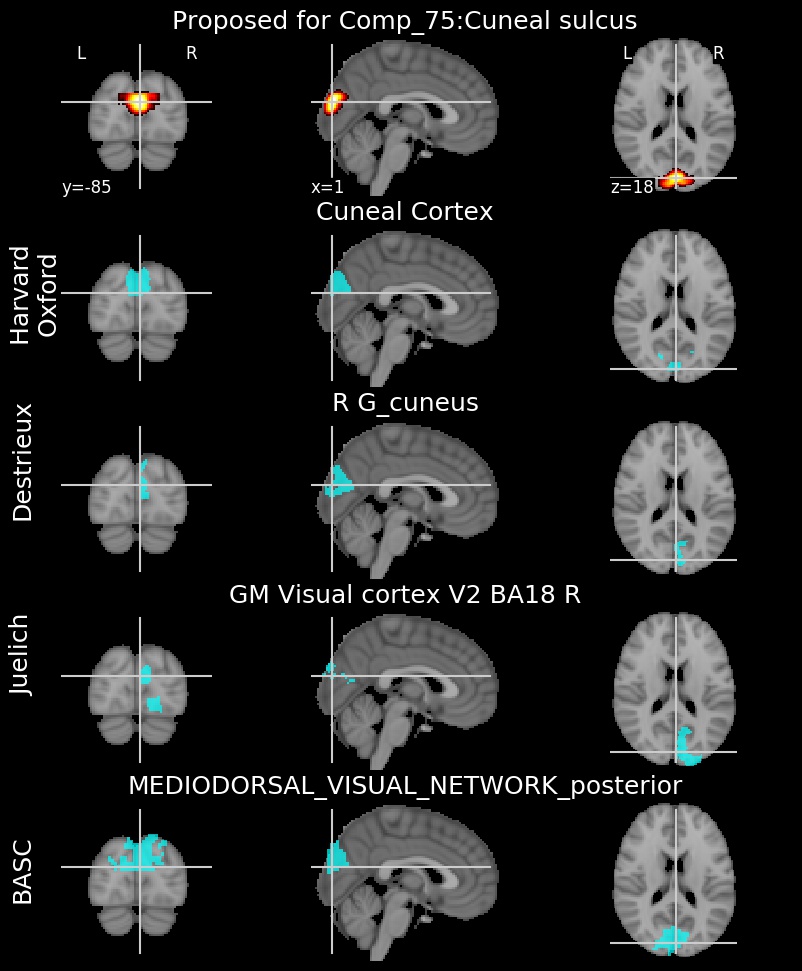 Proposed for Comp_75:Cuneal sulcus
L R L R
y=-85 x=1 z=18
Cuneal Cortex
Harvard
Oxford
R G_cuneus
Destrieux
GM Visual cortex V2 BA18 R
Juelich
MEDIODORSAL_VISUAL_NETWORK_posterior
BASC